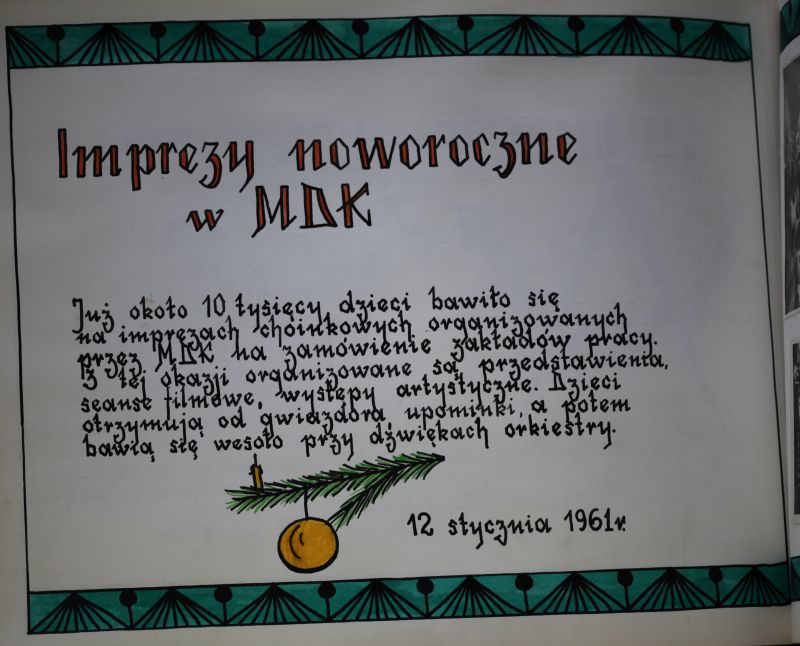 Imprezy noworoczne
w MDK
Już około 10 tysięcy dzieci bawiło się
na imprezach choinkowych organizowanych
przez MDK na zamówienie zakładów pracy.
Z tej okazji organizowane są przedstawienia,
seanse filmowe, występy artystyczne. Dzieci
otrzymują od gwiazdora upominki, a potem
bawią się wesoło przy dźwiękach orkiestry.
12 stycznia 1961r.